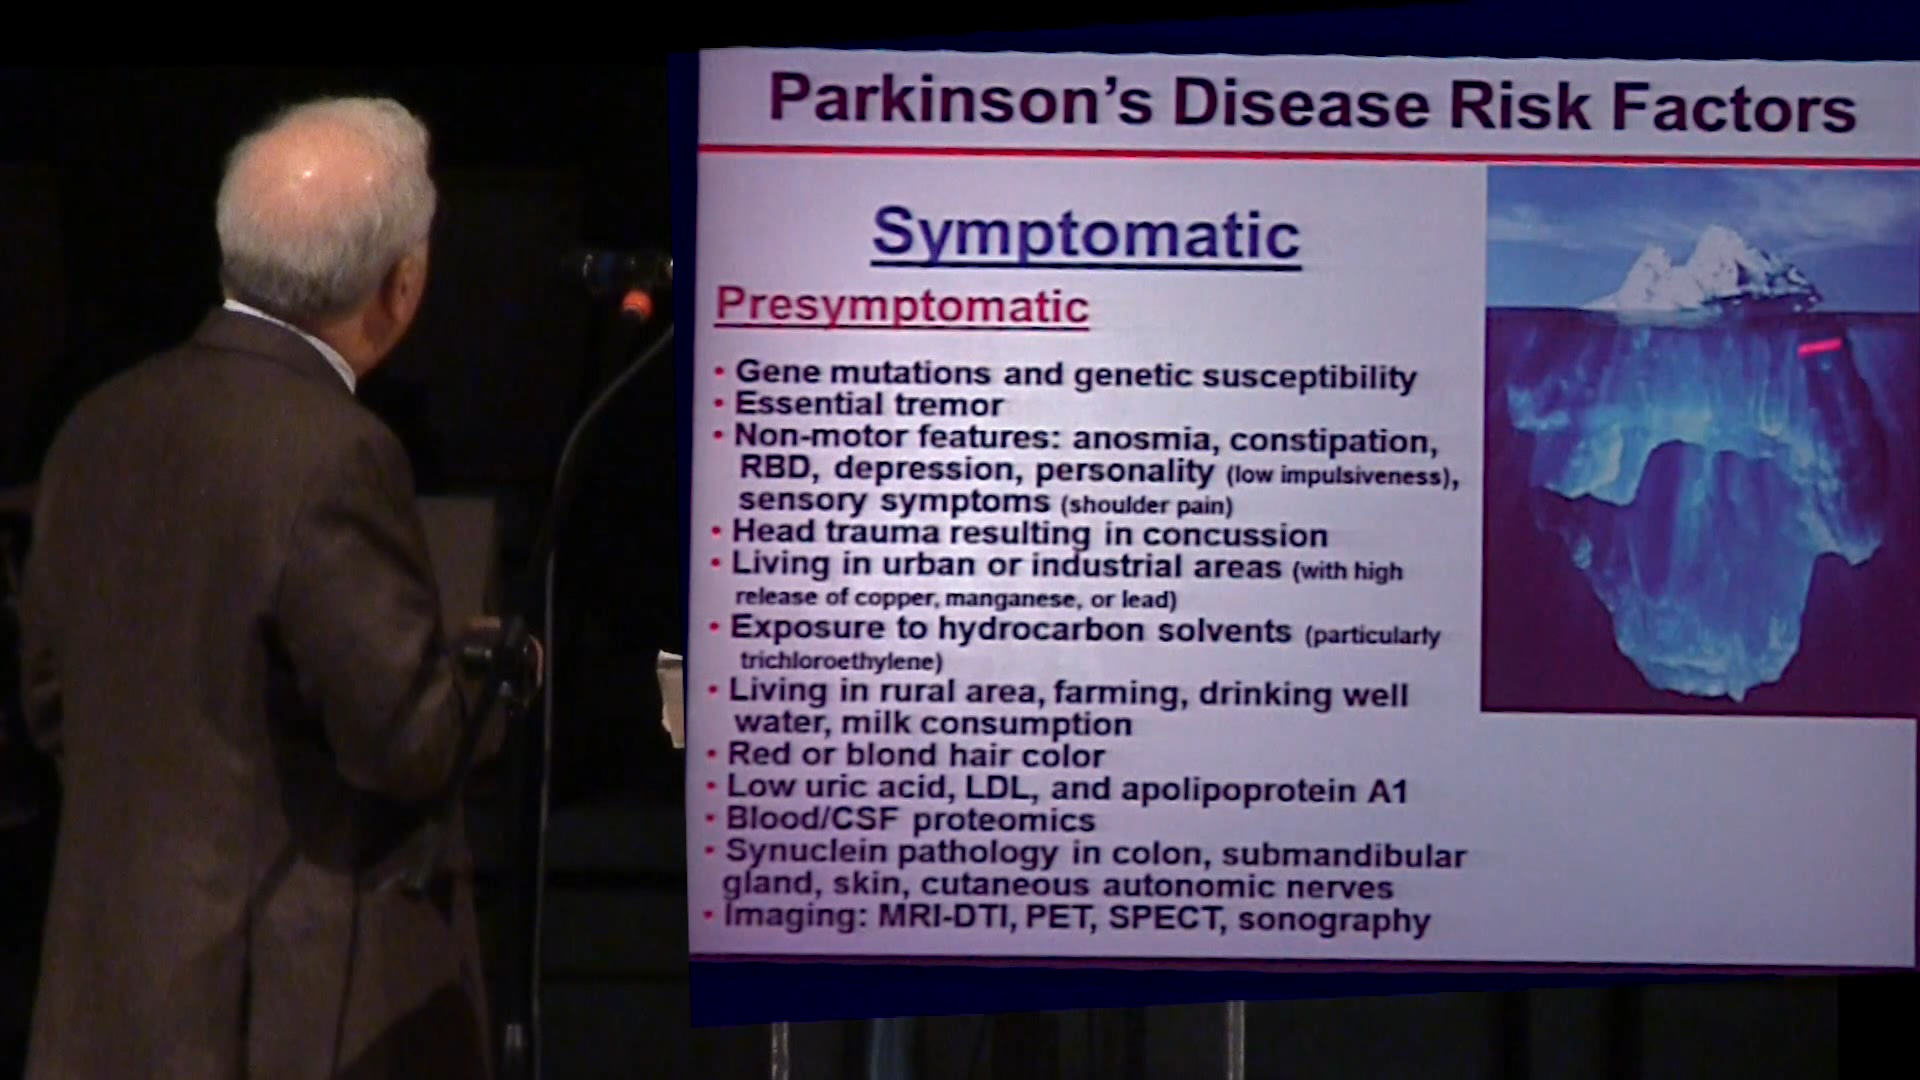 Parkinson's Disease Risk Factors
Symptomatic
Presymptomatic
• Gene mutations and genetic susceptibility
• Essential tremor
• Non-motor features: anosmia, constipation,
RBD, depression, personality (low impulsiveness),
sensory symptoms (shoulder pain)
• Head trauma resulting in concussion
• Living in urban or industrial areas (with high
release of copper, manganese, or lead)
• Exposure to hydrocarbon solvents (particularly
trichloroethylene)
• Living in rural area, farming, drinking well
water, milk consumption
• Red or blond hair color
• Low uric acid, LDL, and apolipoprotein A1
• Blood/CSF proteomics
• Synuclein pathology in colon, submandibular
gland, skin, cutaneous autonomic nerves
• Imaging: MRI-DTI, PET, SPECT, sonography